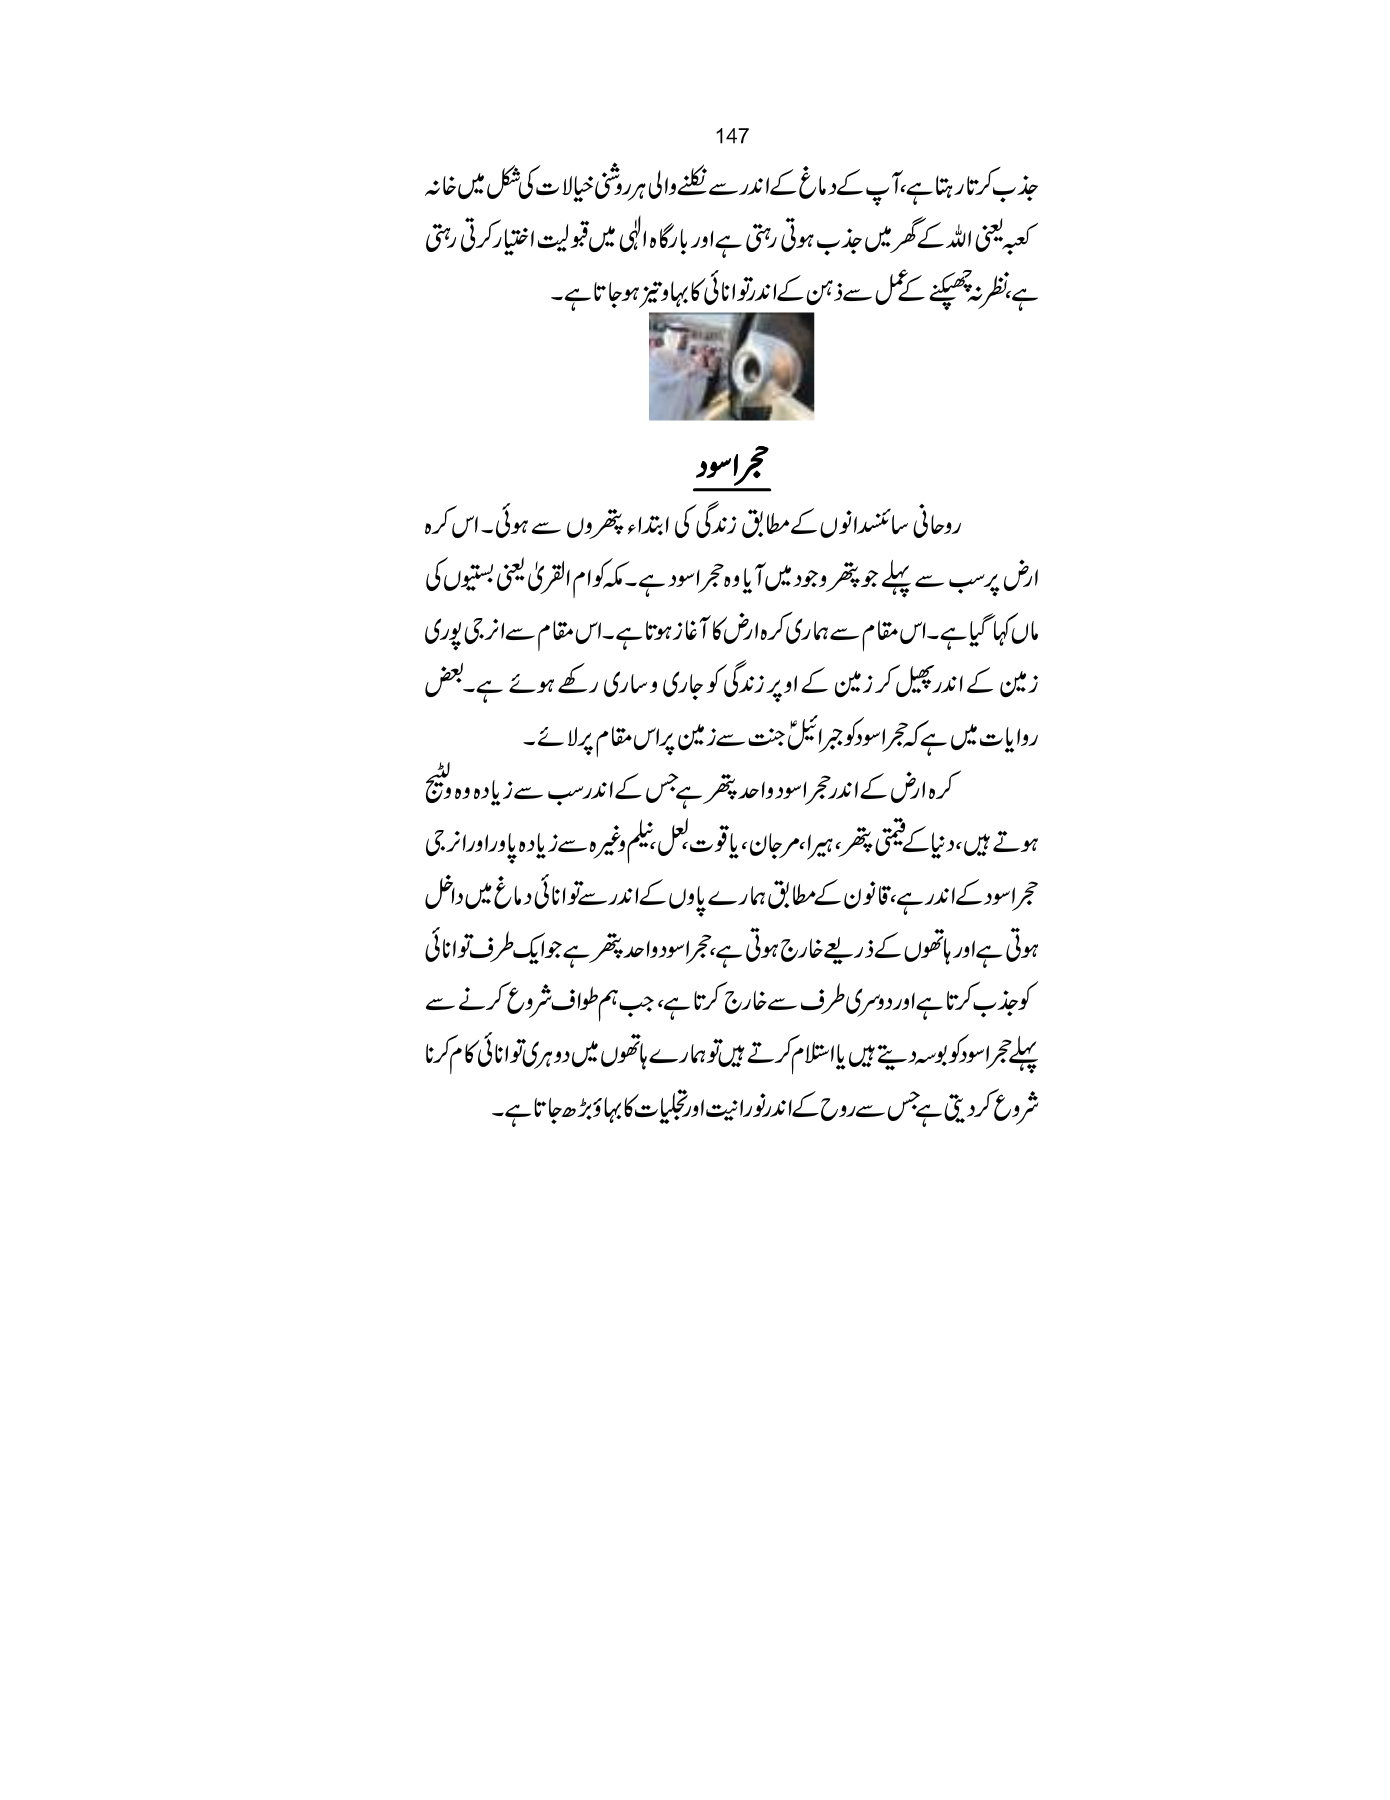 147
جذب کرتا رہتا ہے، آپ کے دماغ کے اندر سے نکلنے والی ہر روشنی خیالات کی شکل میں خانہ
کعبہ یعنی اللہ کے گھر میں جذب ہوتی رہتی ہے اور بارگاہ الٰہی میں قبولیت اختیار کرتی رہتی
ہے، نظر نہ جھپکنے کے عمل سے ذہن کے اندر توانائی کا بہاو تیز ہو جاتا ہے۔
حجر اسود
روحانی سائنسدانوں کے مطابق زندگی کی ابتداء پتھروں سے ہوئی۔ اس کرہ
ارض پر سب سے پہلے جو پتھر وجود میں آیا وہ حجر اسود ہے۔ مکہ کو ام القریٰ یعنی بستیوں کی
ماں کہا گیا ہے۔ اس مقام سے ہماری کرہ ارض کا آغاز ہوتا ہے۔ اس مقام سے انرجی پوری
زمین کے اندر پھیل کر زمین کے اوپر زندگی کو جاری و ساری رکھے ہوئے ہے۔ بعض
روایات میں ہے کہ حجر اسود کو جبرائیلؑ جنت سے زمین پر اس مقام پر لائے۔
کرہ ارض کے اندر حجر اسود واحد پتھر ہے جس کے اندر سب سے زیادہ وہ ولٹیج
ہوتے ہیں، دنیا کے قیمتی پتھر، ہیرا، مرجان، یاقوت، لعل، نیلم وغیرہ سے زیادہ پاور اور انرجی
حجر اسود کے اندر ہے، قانون کے مطابق ہمارے پاوں کے اندر سے توانائی دماغ میں داخل
ہوتی ہے اور ہاتھوں کے ذریعے خارج ہوتی ہے، حجر اسود واحد پتھر ہے جو ایک طرف توانائی
کو جذب کرتا ہے اور دوسری طرف سے خارج کرتا ہے، جب ہم طواف شروع کرنے سے
پہلے حجر اسود کو بوسہ دیتے ہیں یا استلام کرتے ہیں تو ہمارے ہاتھوں میں دوہری توانائی کام کرنا
شروع کر دیتی ہے جس سے روح کے اندر نورانیت اور تجلیات کا بہاؤ بڑھ جاتا ہے۔